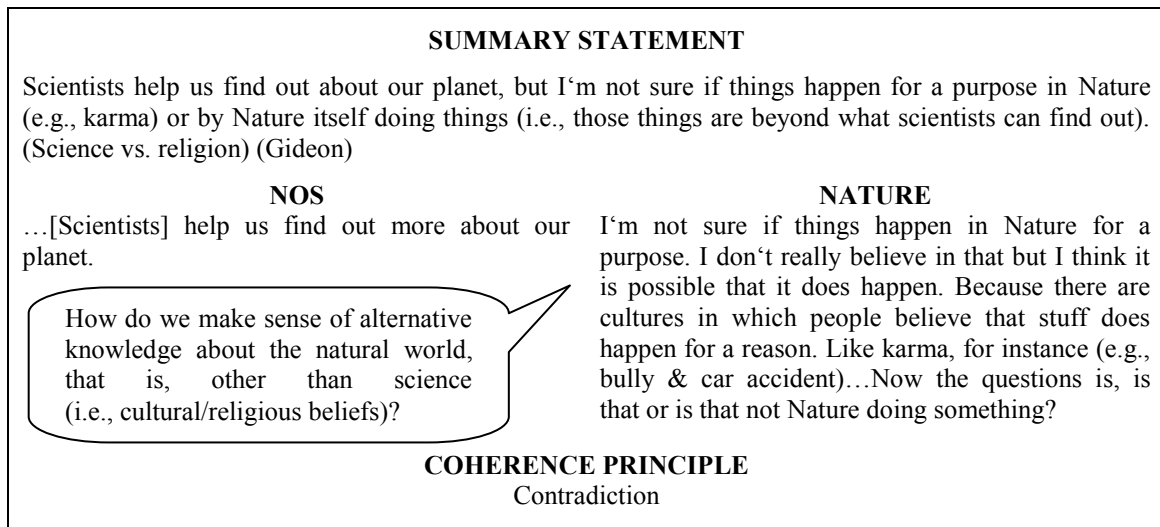 SUMMARY STATEMENT
Scientists help us find out about our planet, but I‘m not sure if things happen for a purpose in Nature
(e.g., karma) or by Nature itself doing things (i.e., those things are beyond what scientists can find out).
(Science vs. religion) (Gideon)
NOS
…[Scientists] help us find out more about our
planet.
How do we make sense of alternative
knowledge about the natural world,
that is, other than science
(i.e., cultural/religious beliefs)?
NATURE
I‘m not sure if things happen in Nature for a
purpose. I don‘t really believe in that but I think it
is possible that it does happen. Because there are
cultures in which people believe that stuff does
happen for a reason. Like karma, for instance (e.g.,
bully & car accident)…Now the questions is, is
that or is that not Nature doing something?
COHERENCE PRINCIPLE
Contradiction